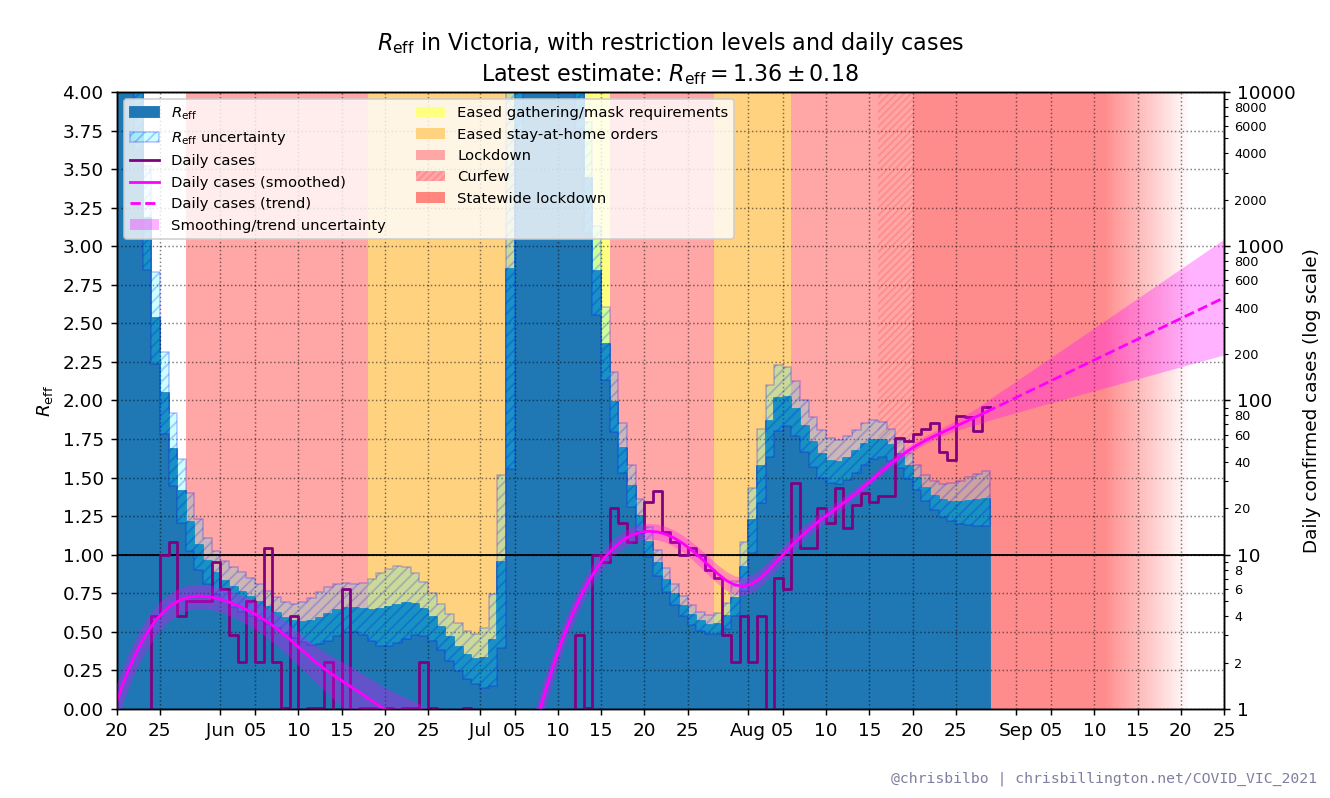 Reff in Victoria, with restriction levels and daily cases
Latest estimate: Reff = 1.36 ± 0.18
Reff
Reff uncertainty
Daily cases
Daily cases (smoothed)
Daily cases (trend)
Smoothing/trend uncertainty
Eased gathering/mask requirements
Eased stay-at-home orders
Lockdown
Curfew
Statewide lockdown
Reff
4.00
3.75
3.50
3.25
3.00
2.75
2.50
2.25
2.00
1.75
1.50
1.25
1.00
0.75
0.50
0.25
0.00
10000
8000
6000
4000
2000
1000
800
600
400
200
100
80
60
40
20
10
8
6
4
2
1
Daily confirmed cases (log scale)
20 25 Jun 05 10 15 20 25 Jul 05 10 15 20 25 Aug 05 10 15 20 25 Sep 05 10 15 20 25
@chrisbilbo | chrisbillington.net/COVID_VIC_2021